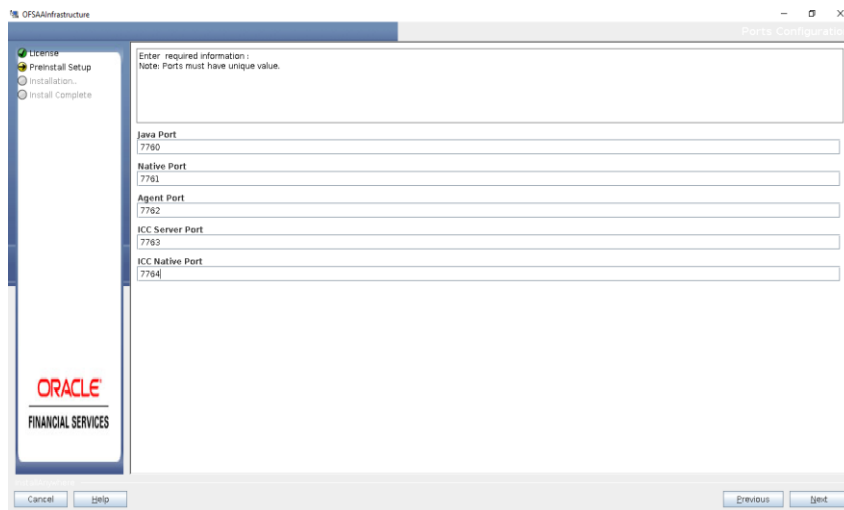 OFSAAInfrastructure
Ports Configuration
License
PreInstall Setup
Installation..
Install Complete
Enter required information :
Note: Ports must have unique value.
Java Port
7760
Native Port
7761
Agent Port
7762
ICC Server Port
7763
ICC Native Port
7764
ORACLE
FINANCIAL SERVICES
Cancel
Help
Previous
Next